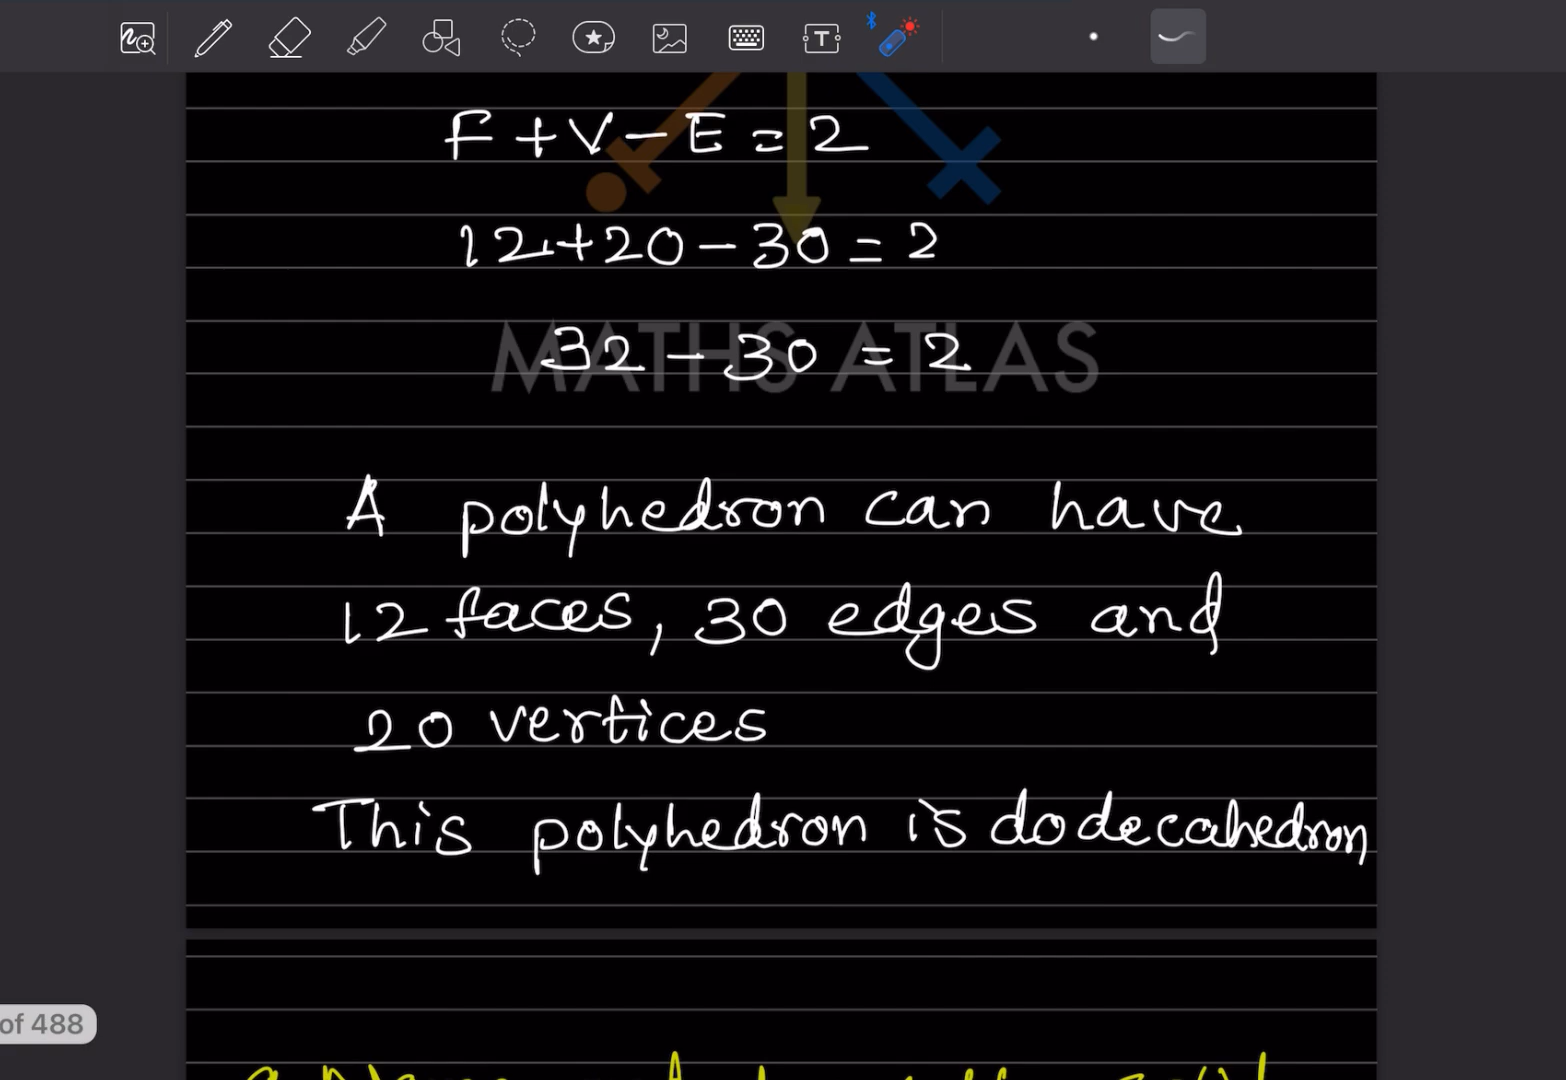 F + V - E = 2
12 + 20 - 30 = 2
MATHS ATLAS
32 - 30 = 2
A polyhedron can have
12 faces, 30 edges and
20 vertices
This polyhedron is dodecahedron
of 488